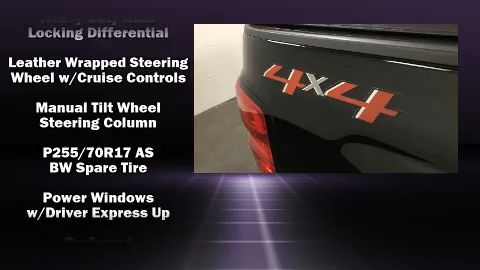 Locking Differential
Leather Wrapped Steering
Wheel w/Cruise Controls
Manual Tilt Wheel
Steering Column
P255/70R17 AS
BW Spare Tire
Power Windows
w/Driver Express Up
4x4